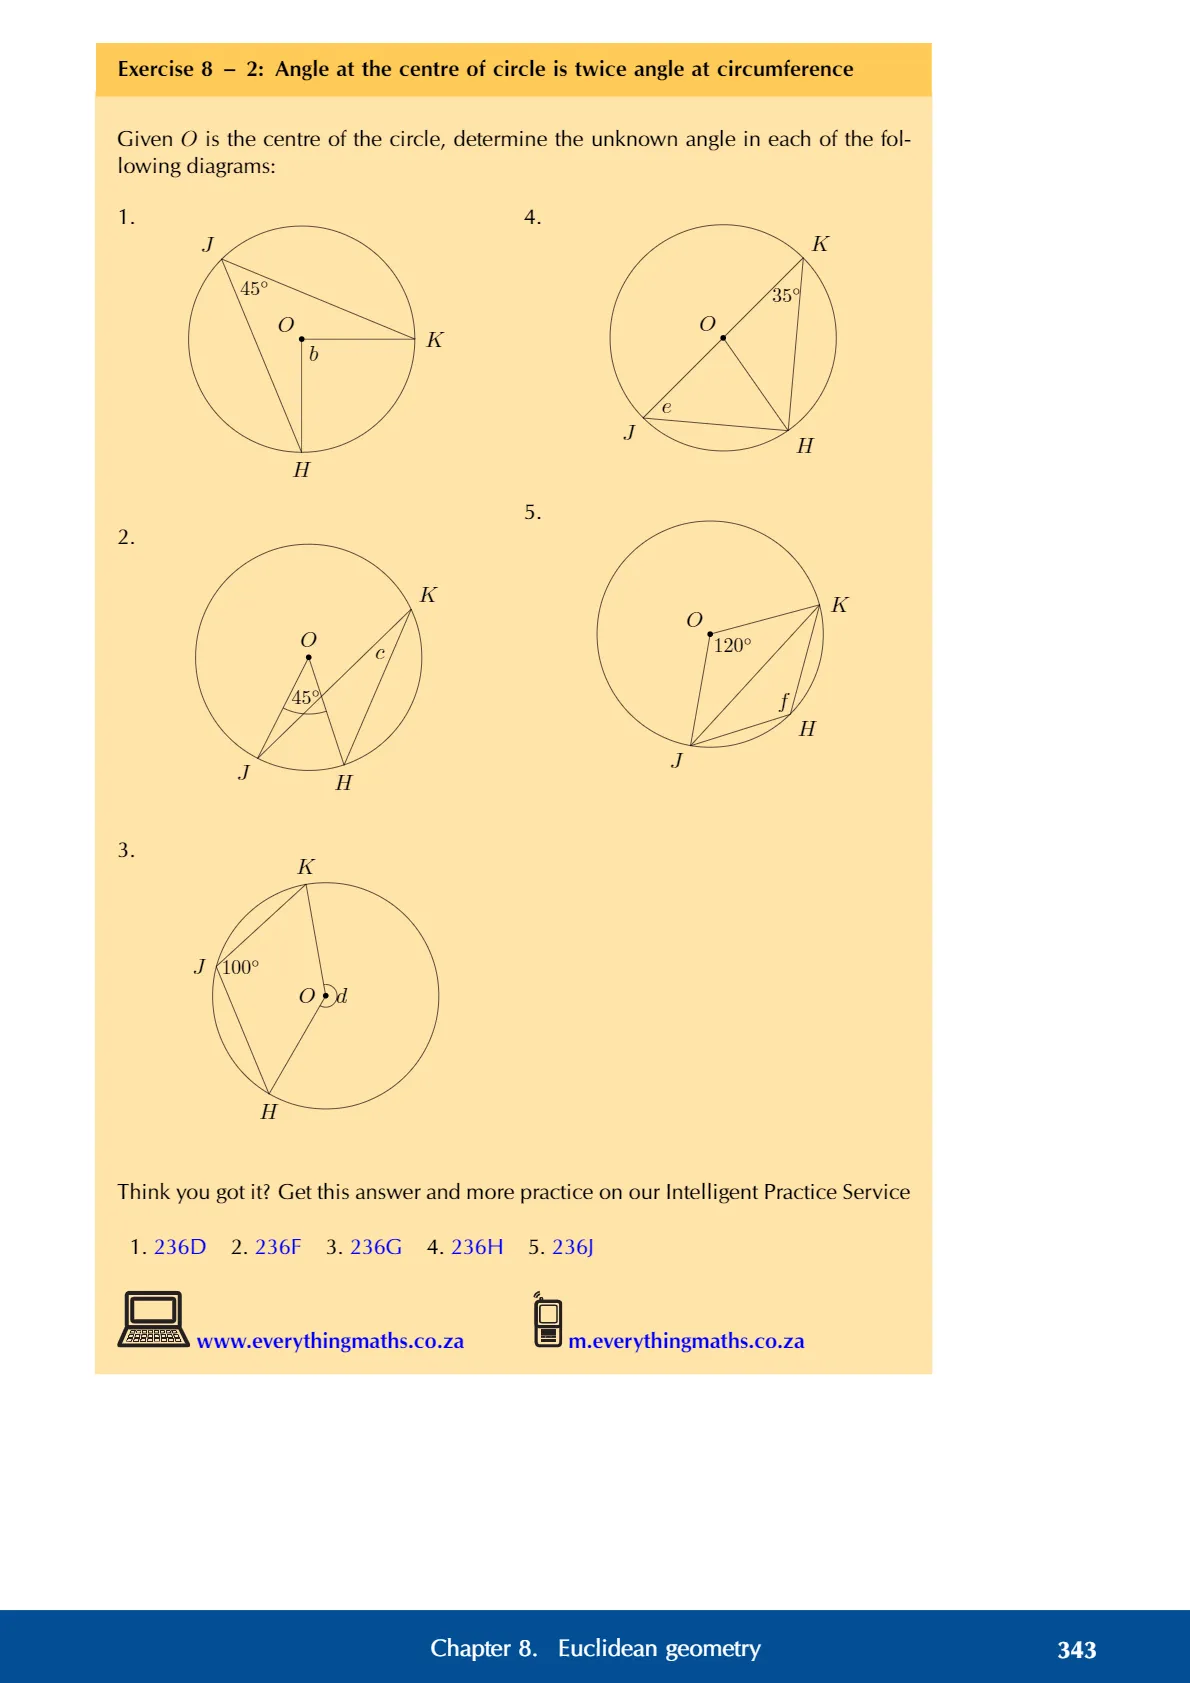 Exercise 8 – 2: Angle at the centre of circle is twice angle at circumference
Given O is the centre of the circle, determine the unknown angle in each of the fol-
lowing diagrams:
1.
J
45°
O
K
b
H
2.
K
O
c
45°
J
H
3.
K
J
100°
O
d
H
4.
K
35°
O
e
J
H
5.
K
O
120°
f
H
J
Think you got it? Get this answer and more practice on our Intelligent Practice Service
1. 236D 2. 236F 3. 236G 4. 236H 5. 236J
www.everythingmaths.co.za
m.everythingmaths.co.za
Chapter 8. Euclidean geometry
343